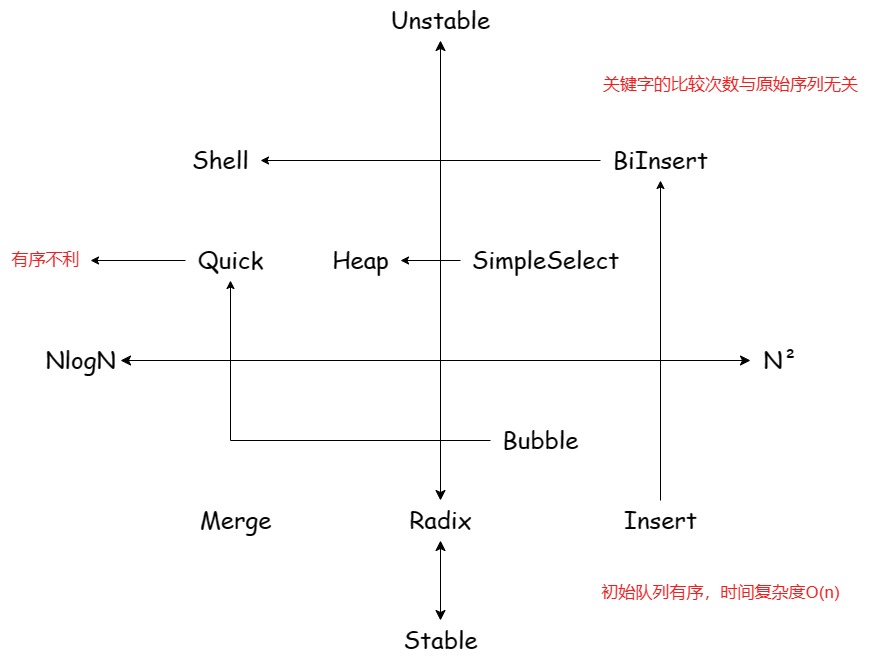 Unstable
关键字的比较次数与原始序列无关
Shell
BiInsert
有序不利
Quick
Heap
SimpleSelect
NlogN
N²
Bubble
Merge
Radix
Insert
初始队列有序，时间复杂度O(n)
Stable